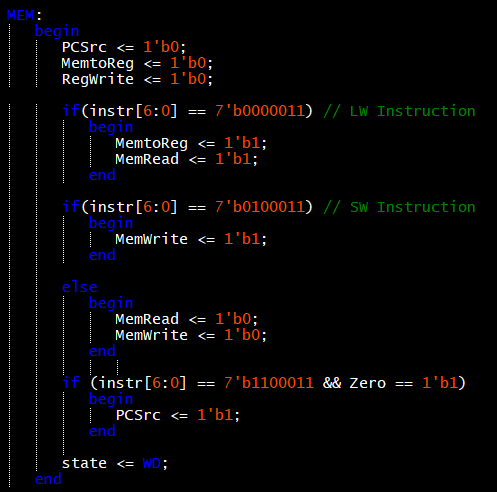 MEM:
begin
PCSrc <= 1'b0;
MemtoReg <= 1'b0;
RegWrite <= 1'b0;
if(instr[6:0] == 7'b0000011) // LW Instruction
begin
MemtoReg <= 1'b1;
MemRead <= 1'b1;
end
if(instr[6:0] == 7'b0100011) // SW Instruction
begin
MemWrite <= 1'b1;
end
else
begin
MemRead <= 1'b0;
MemWrite <= 1'b0;
end
if (instr[6:0] == 7'b1100011 && Zero == 1'b1)
begin
PCSrc <= 1'b1;
end
state <= WD;
end